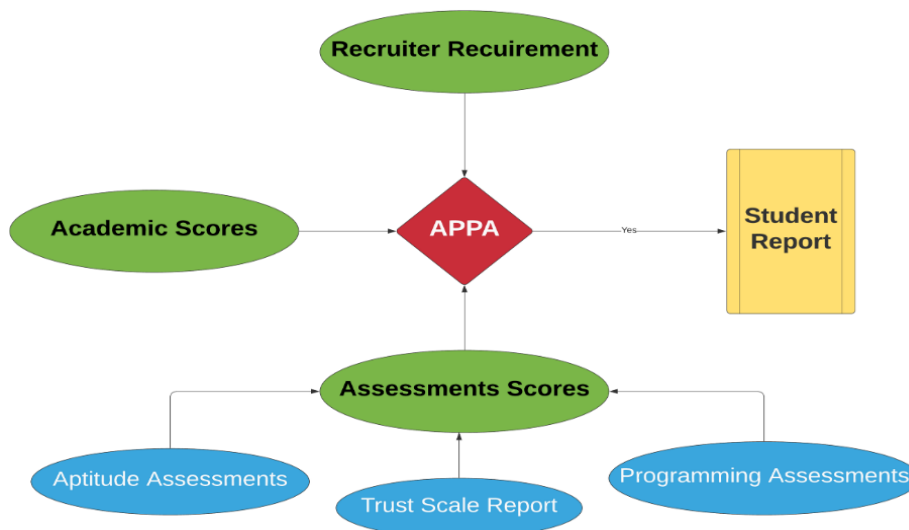 Recruiter Recuirement
Academic Scores
APPA
Yes
Student
Report
Assessments Scores
Aptitude Assessments
Trust Scale Report
Programming Assessments